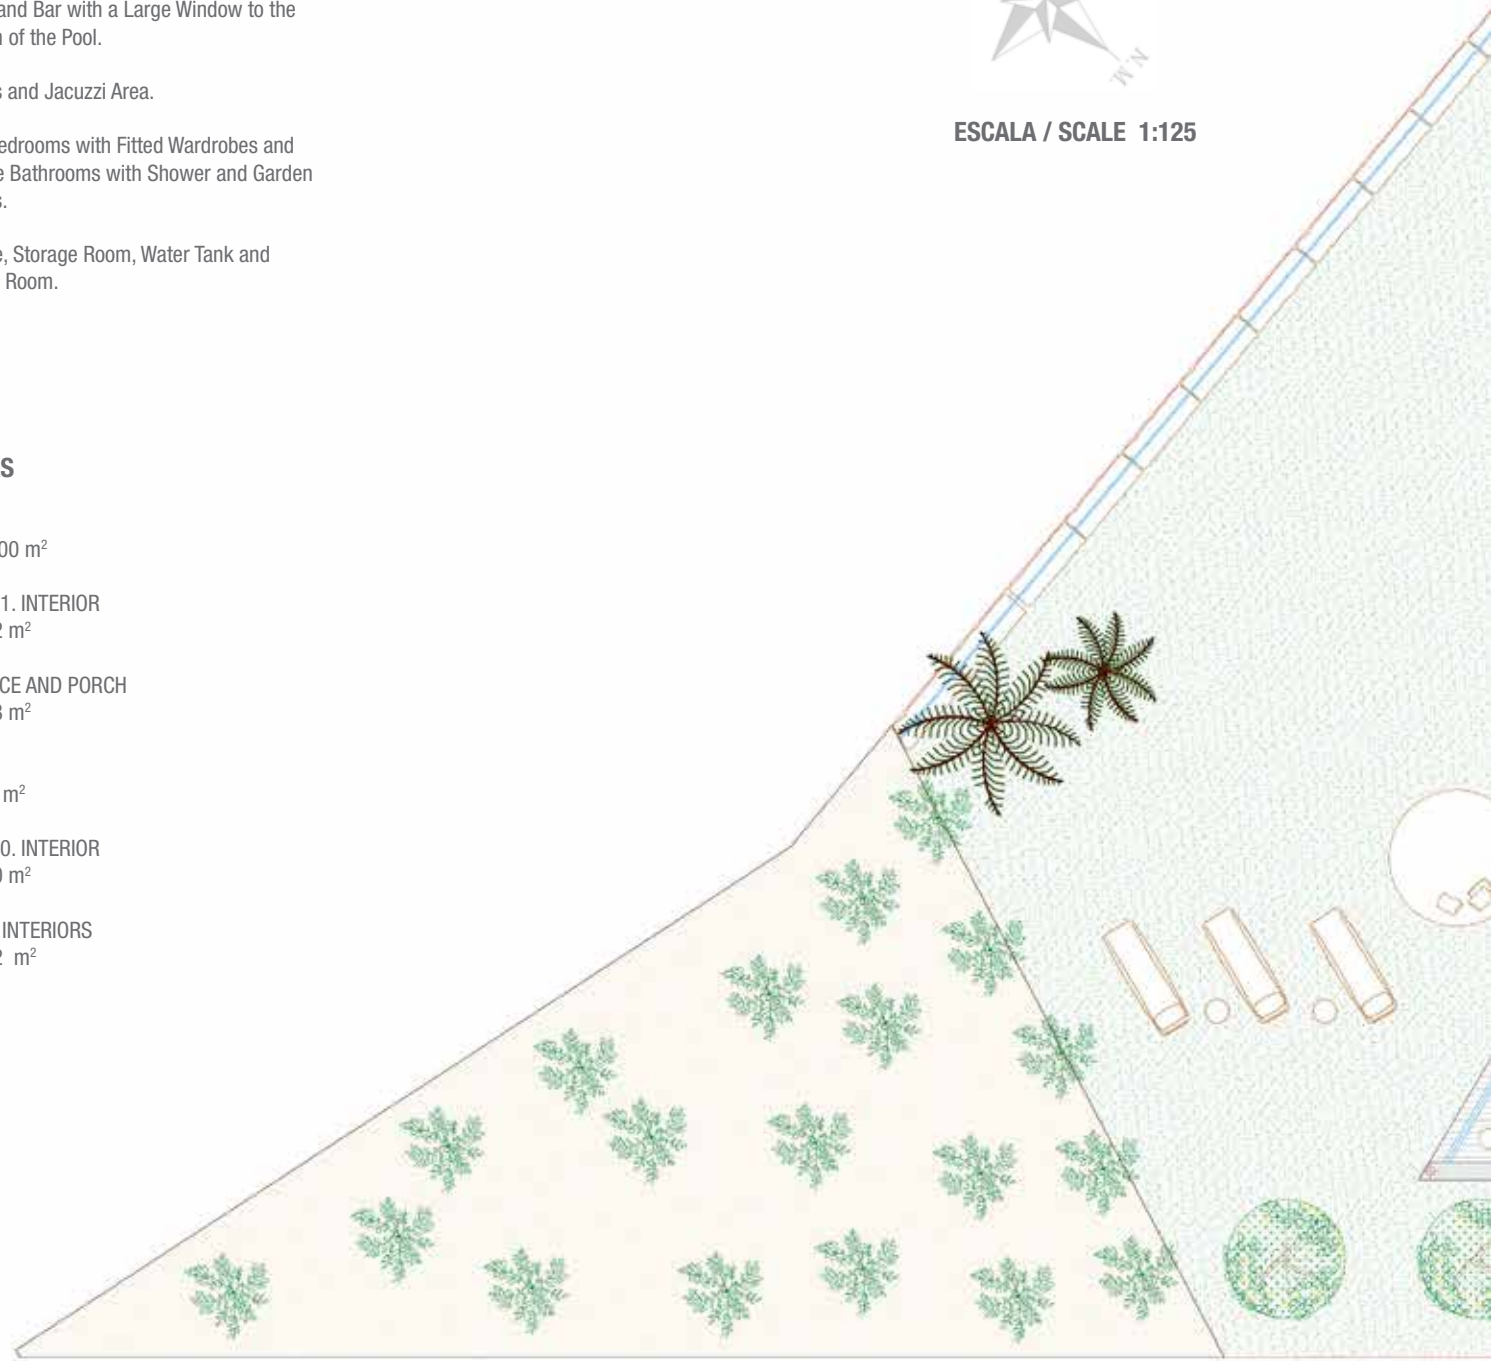 and Bar with a Large Window to the
of the Pool.
and Jacuzzi Area.
edrooms with Fitted Wardrobes and
Bathrooms with Shower and Garden
Storage Room, Water Tank and
Room.
S
00 m²
1. INTERIOR
2 m²
CE AND PORCH
m²
m²
0. INTERIOR
m²
INTERIORS
2 m²
N.M.
ESCALA / SCALE 1:125